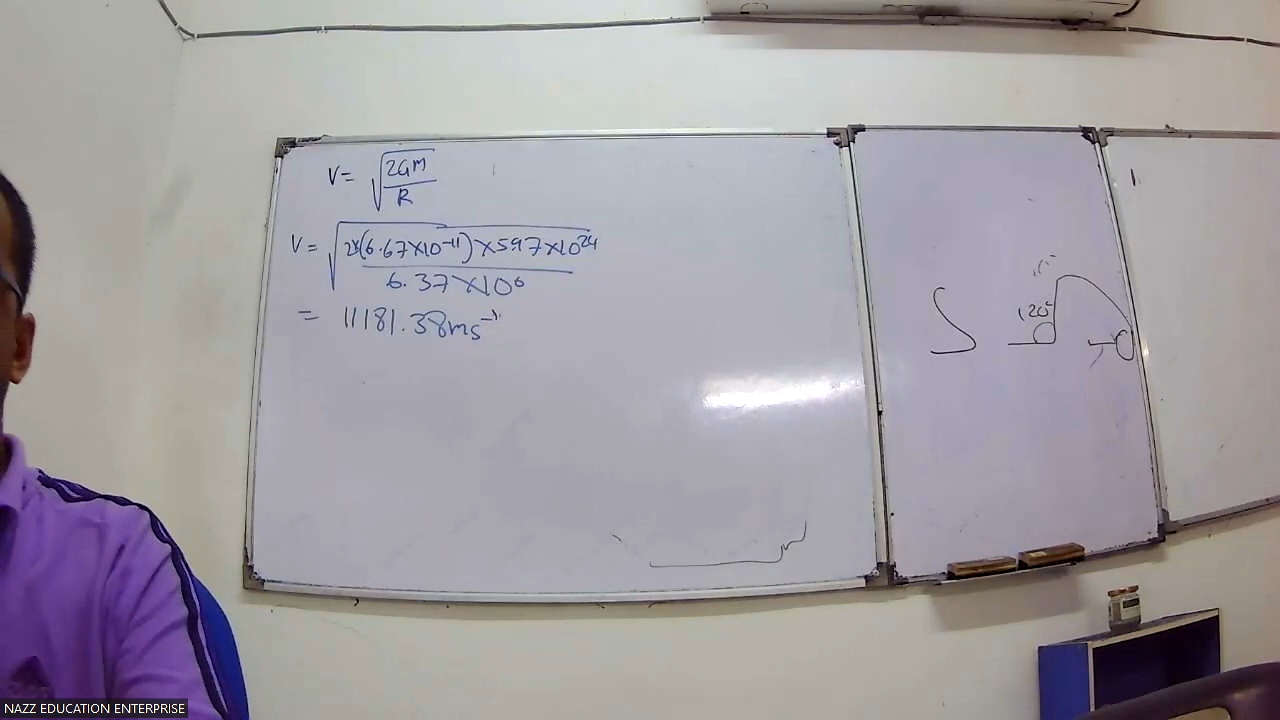 V = √(2GM/R)
V = √(2×(6.67×10⁻¹¹)×5.97×10²⁴/6.37×10⁶)
= 11181.38ms⁻¹
120°
NAZZ EDUCATION ENTERPRISE